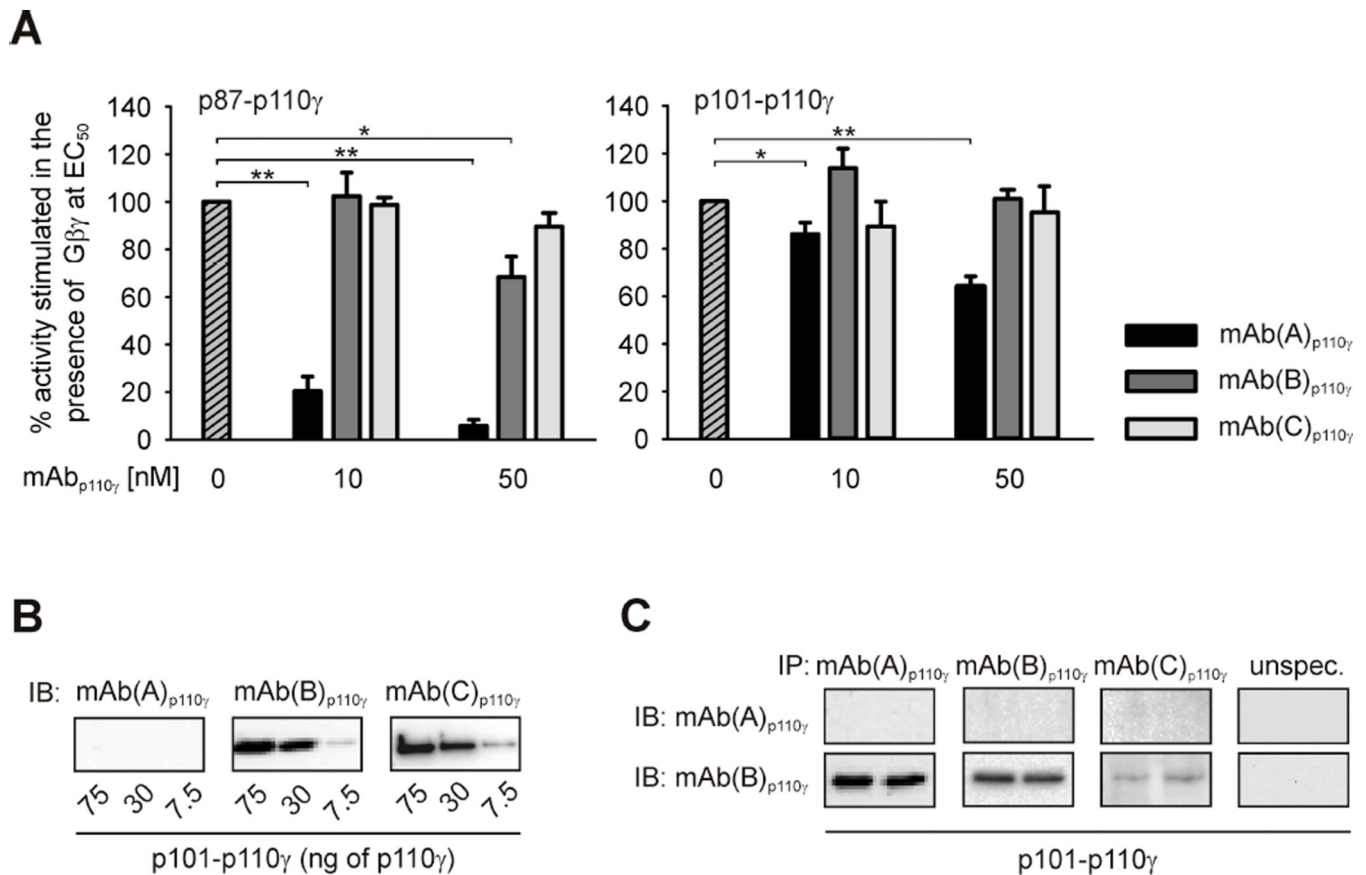 A
% activity stimulated in the
presence of Gβγ at EC50
p87-p110γ
140
120
100
80
60
40
20
0
*
**
**
mAbp110γ [nM] 0 10 50
p101-p110γ
140
120
100
80
60
40
20
0
**
*
0 10 50
mAb(A)p110γ
mAb(B)p110γ
mAb(C)p110γ
B
IB: mAb(A)p110γ mAb(B)p110γ mAb(C)p110γ
75 30 7.5 75 30 7.5 75 30 7.5
p101-p110γ (ng of p110γ)
C
IP: mAb(A)p110γ mAb(B)p110γ mAb(C)p110γ unspec.
IB: mAb(A)p110γ
IB: mAb(B)p110γ
p101-p110γ